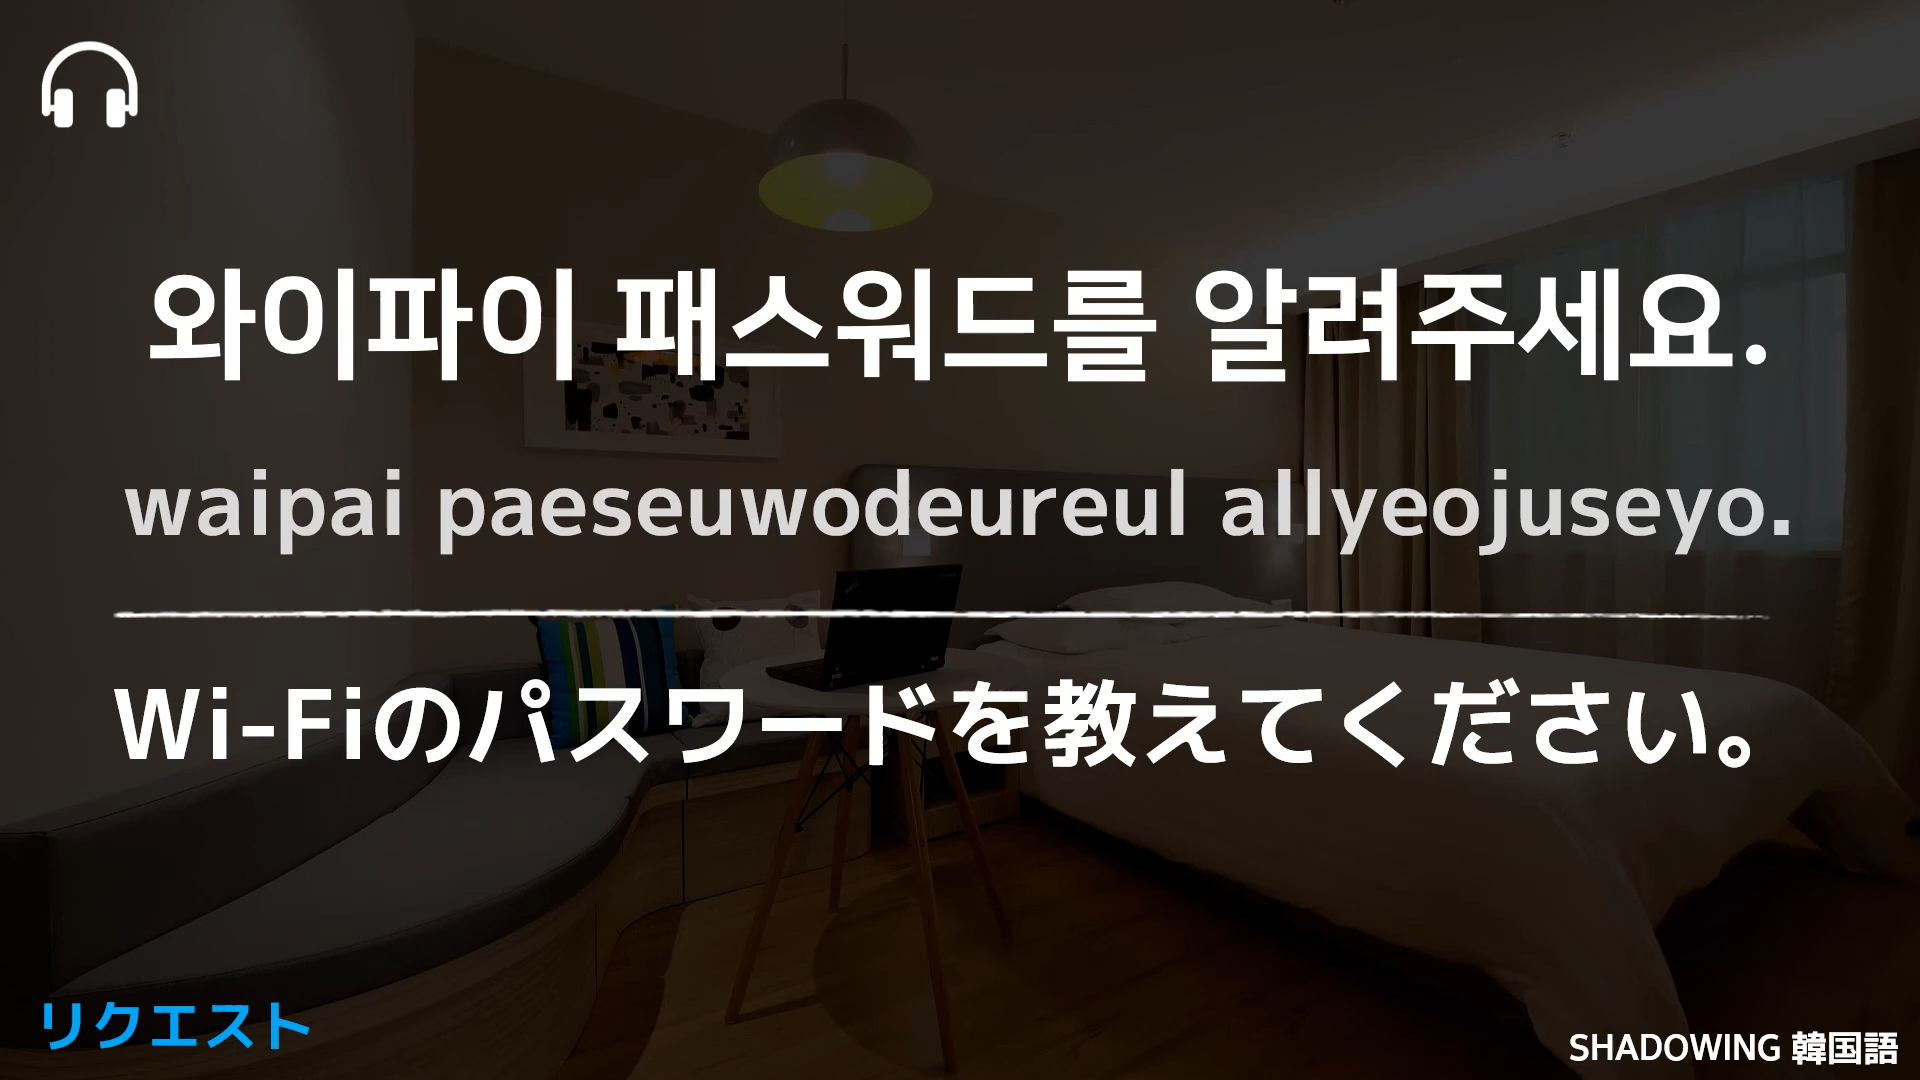 와이파이 패스워드를 알려주세요.
waipai paeseuwodeureul allyeojuseyo.
Wi-Fiのパスワードを教えてください。
リクエスト
SHADOWING 韓国語